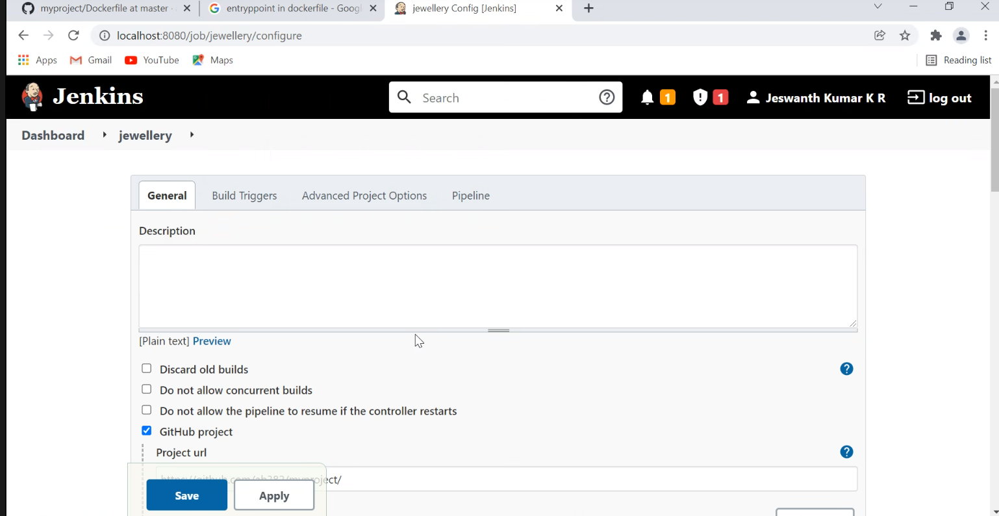 myproject/Dockerfile at master ·
entryppoint in dockerfile - Googl
jewellery Config [Jenkins]
localhost:8080/job/jewellery/configure
Apps
Gmail
YouTube
Maps
Reading list
Jenkins
Search
1
1
Jeswanth Kumar K R
log out
Dashboard
jewellery
General
Build Triggers
Advanced Project Options
Pipeline
Description
[Plain text] Preview
Discard old builds
Do not allow concurrent builds
Do not allow the pipeline to resume if the controller restarts
GitHub project
Project url
ject/
Save
Apply